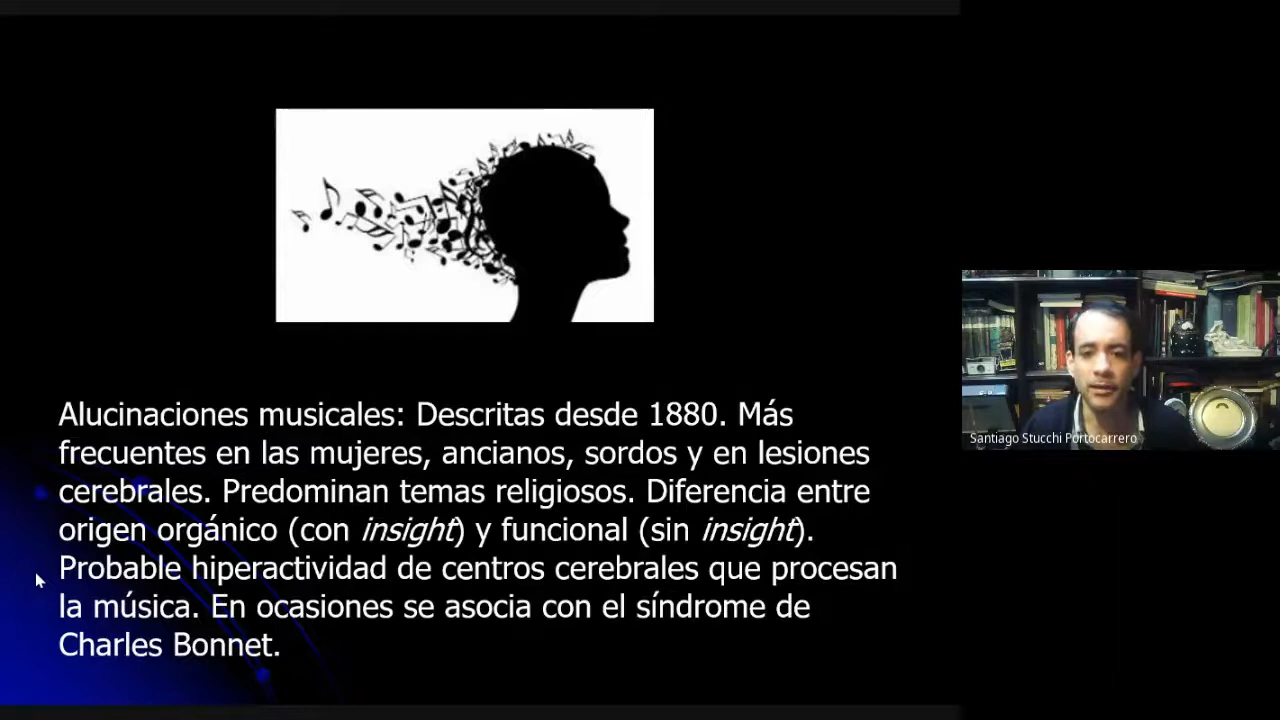 Alucinaciones musicales: Descritas desde 1880. Más
frecuentes en las mujeres, ancianos, sordos y en lesiones
cerebrales. Predominan temas religiosos. Diferencia entre
origen orgánico (con insight) y funcional (sin insight).
Probable hiperactividad de centros cerebrales que procesan
la música. En ocasiones se asocia con el síndrome de
Charles Bonnet.
Santiago Stucchi Portocarrero